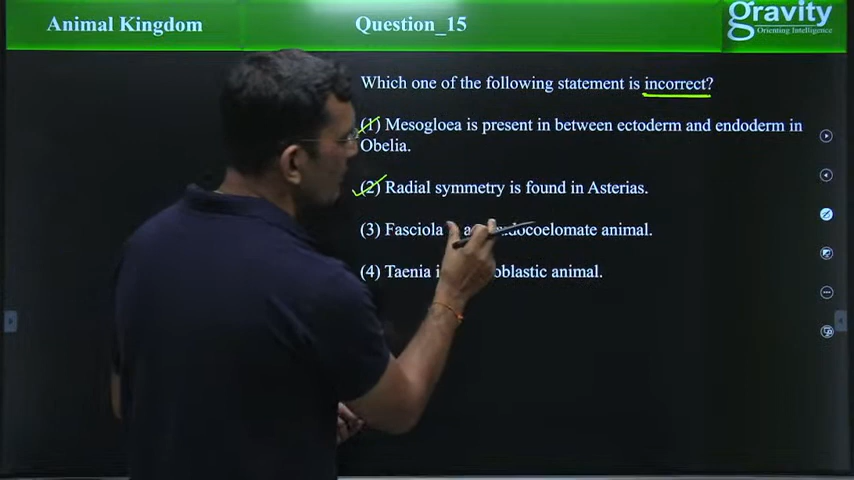 Animal Kingdom
Question_15
gravity
Orienting Intelligence
Which one of the following statement is incorrect?
(1) Mesogloea is present in between ectoderm and endoderm in
Obelia.
(2) Radial symmetry is found in Asterias.
(3) Fasciola animal.
(4) Taenia animal.